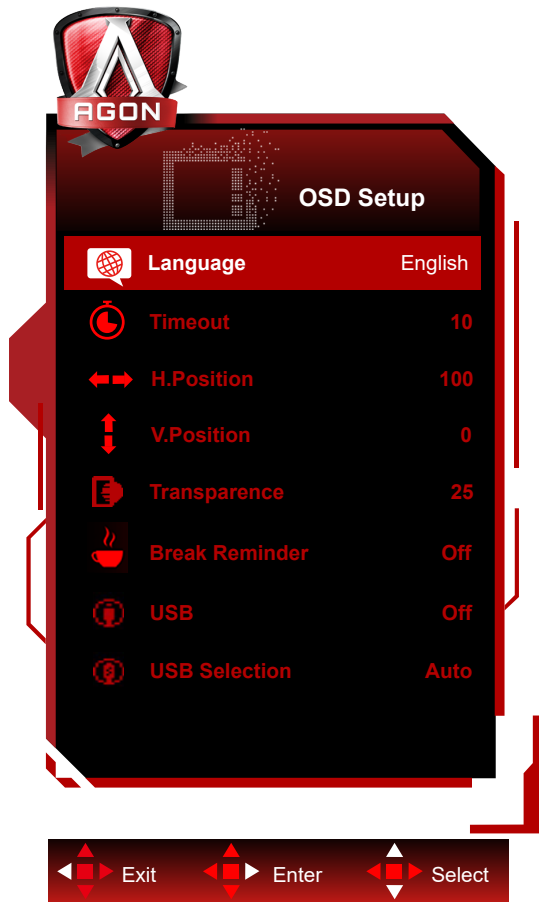 AGON
OSD Setup
Language English
Timeout 10
H.Position 100
V.Position 0
Transparence 25
Break Reminder Off
USB Off
USB Selection Auto
Exit Enter Select